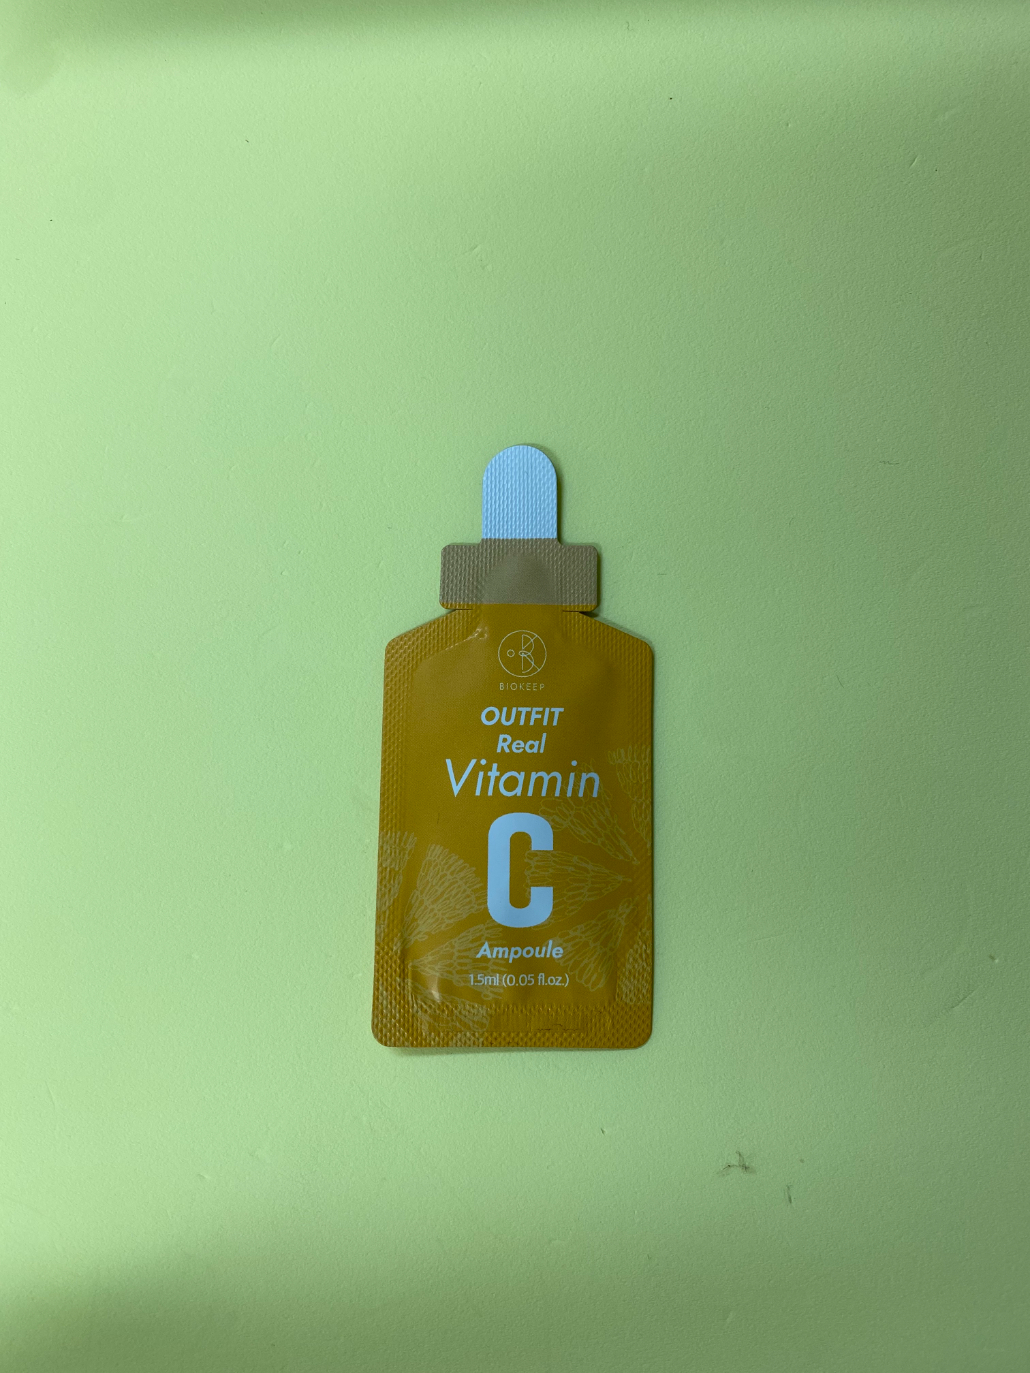 BIOKEEP
OUTFIT
Real
Vitamin
C
Ampoule
1.5ml (0.05 fl.oz.)